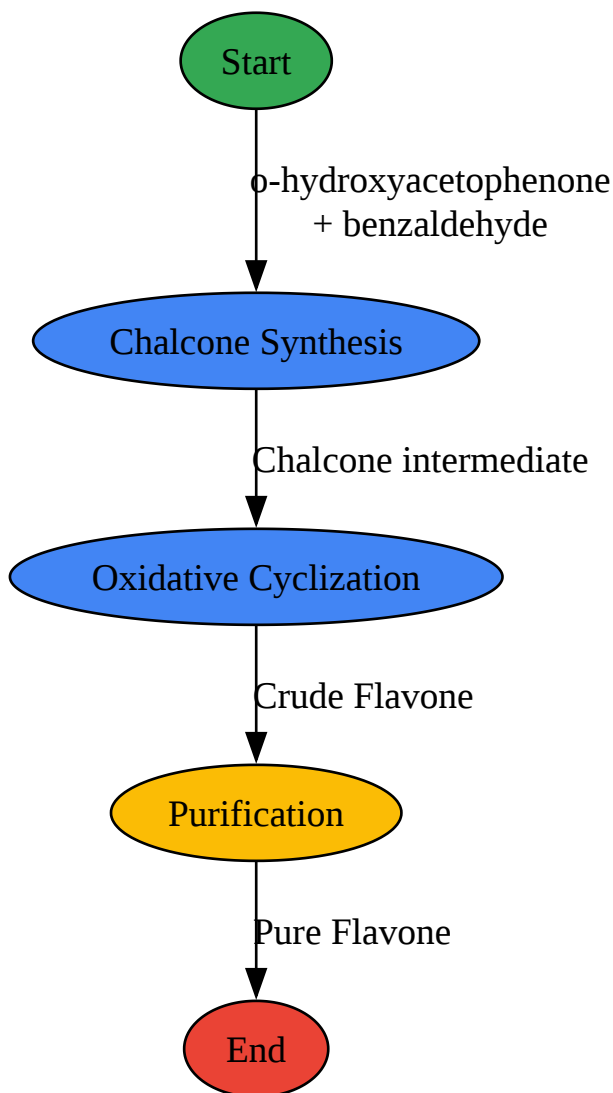 Start
o-hydroxyacetophenone
+ benzaldehyde
Chalcone Synthesis
Chalcone intermediate
Oxidative Cyclization
Crude Flavone
Purification
Pure Flavone
End